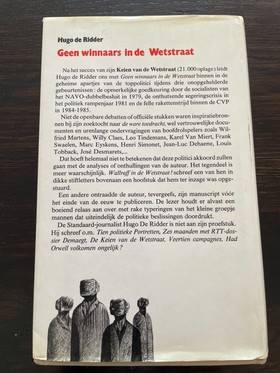 Hugo de Ridder
Geen winnaars in de Wetstraat
Na het succes van zijn Keien van de Wetstraat (21.000 oplage) leidt
Hugo de Ridder ons met Geen winnaars in de Wetstraat binnen in de
geheime apartjes van de toppolitici tijdens drie onopgehelderde
gebeurtenissen: de opmerkelijke goedkeuring door de socialisten van
het NAVO-dubbelbesluit in 1979, de onthutsende regeringscrisis in
het politiek rampenjaar 1981 en de felle rakettenstrijd binnen de CVP
in 1984-1985.
Niet de openbare debatten of officiële stukken waren inspiratiebron-
nen bij zijn zoektocht naar de ware toedracht, wel vertrouwelijke docu-
menten en urenlange ondervragingen van hoofdrolspelers zoals Wil-
fried Martens, Willy Claes, Leo Tindemans, Karel Van Miert, Frank
Swaelen, Marc Eyskens, Henri Simonet, Jean-Luc Dehaene, Louis
Tobback, José Desmarets,...
Dat hoeft helemaal niet te betekenen dat deze politici akkoord zullen
gaan met de analyses of onthullingen van de auteur. Het tegendeel is
meer waarschijnlijk. Wallraff in de Wetstraat! schreef een van hen in
dikke stiftletters bovenaan een hoofdstuk dat hem ter inzage was opge-
stuurd.
Een andere ontraadde de auteur, tevergeefs, zijn manuscript vóór
het einde van de eeuw te publiceren. De lezer houdt er alvast een
boeiend relaas aan over met rake typeringen van het kleine groepje
mannen dat uiteindelijk de politieke beslissingen doordrukt.
De Standaard-journalist Hugo De Ridder is niet aan zijn proefstuk.
Hij schreef o.m. Tien politieke Portretten, Zes maanden met RTT-dos-
sier Demaegt, De Keien van de Wetstraat, Veertien campagnes, Had
Orwell volkomen ongelijk?